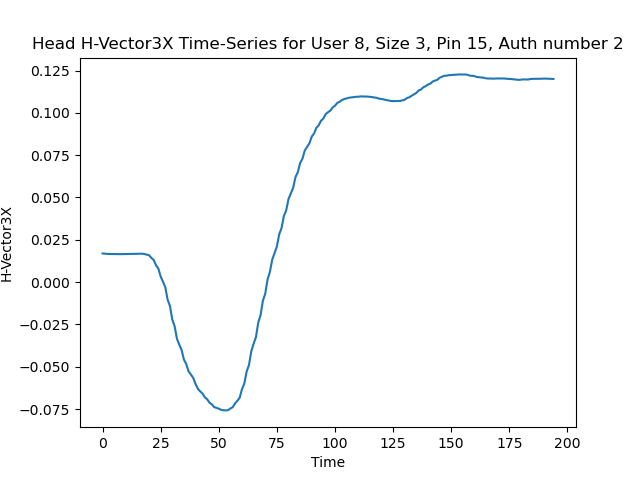 Head H-Vector3X Time-Series for User 8, Size 3, Pin 15, Auth number 2
0.125
0.100
0.075
0.050
0.025
0.000
−0.025
−0.050
−0.075
H-Vector3X
0 25 50 75 100 125 150 175 200
Time